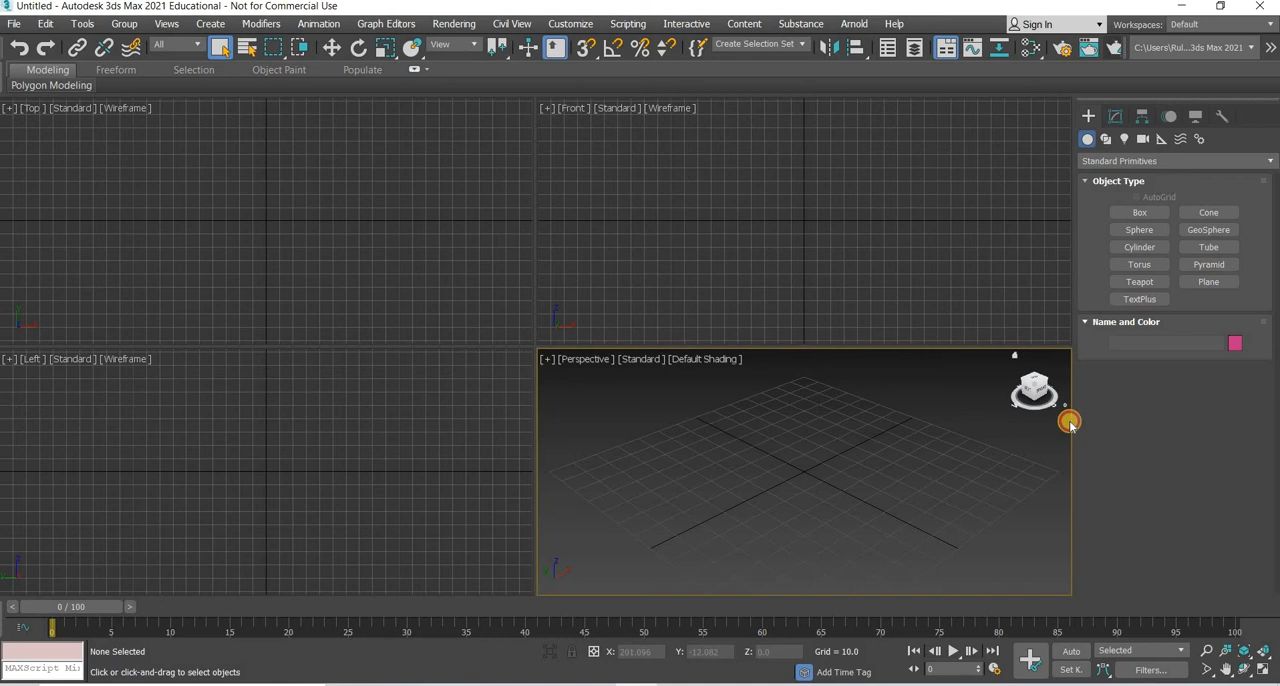 Untitled - Autodesk 3ds Max 2021 Educational - Not for Commercial Use
File Edit Tools Group Views Create Modifiers Animation Graph Editors Rendering Civil View Customize Scripting Interactive Content Substance Arnold Help Sign In Workspaces: Default
All View Create Selection Set C:\Users\Rul...3ds Max 2021
Modeling Freeform Selection Object Paint Populate
Polygon Modeling
[+] [Top ] [Standard] [Wireframe]
[+] [Front ] [Standard] [Wireframe]
Standard Primitives
Object Type
AutoGrid
Box Cone
Sphere GeoSphere
Cylinder Tube
Torus Pyramid
Teapot Plane
TextPlus
Name and Color
[+] [Left ] [Standard] [Wireframe]
[+] [Perspective ] [Standard ] [Default Shading ]
< 0 / 100 >
0 5 10 15 20 25 30 35 40 45 50 55 60 65 70 75 80 85 90 95 100
None Selected X: 201.096 Y: -12.082 Z: 0.0 Grid = 10.0 Auto Selected
MAXScript Mi Click or click-and-drag to select objects Add Time Tag 0 Set K. Filters...